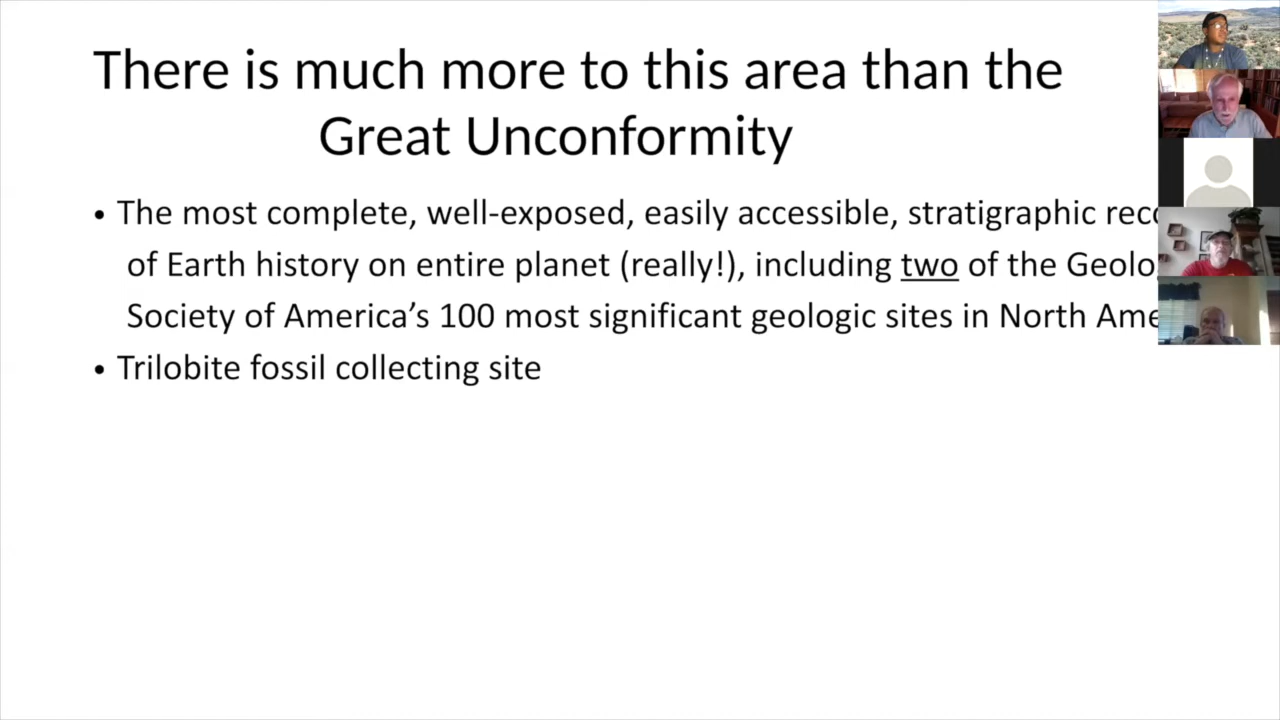 There is much more to this area than the
Great Unconformity
• The most complete, well-exposed, easily accessible, stratigraphic reco
of Earth history on entire planet (really!), including two of the Geolo
Society of America’s 100 most significant geologic sites in North Ame
• Trilobite fossil collecting site